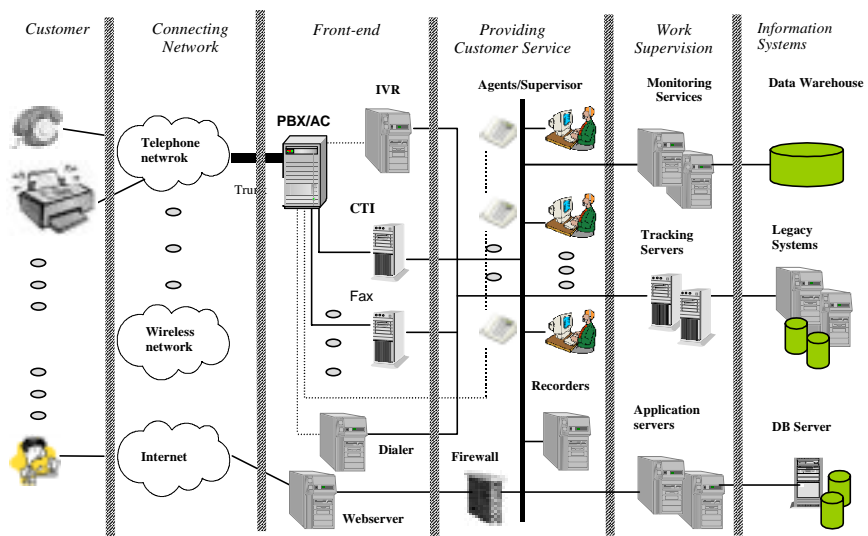 Customer
Connecting
Network
Front-end
Providing
Customer Service
Work
Supervision
Information
Systems
IVR
Agents/Supervisor
Monitoring
Services
Data Warehouse
PBX/AC
Telephone
netwrok
Trun
CTI
Tracking
Servers
Legacy
Systems
Fax
Wireless
network
Recorders
Application
servers
DB Server
Dialer
Firewall
Internet
Webserver